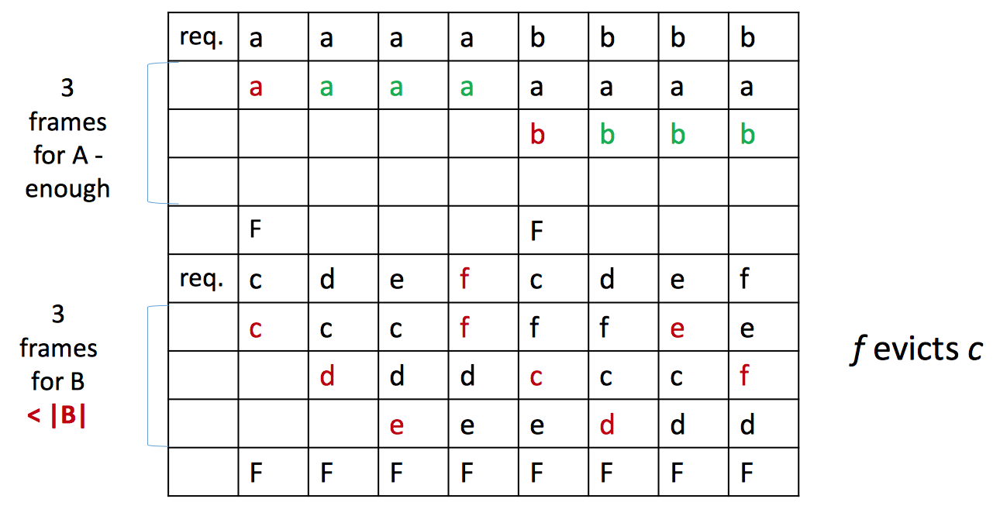 req. a a a a b b b b
3
frames
for A -
enough
a a a a a a a a
b b b b
F F
req. c d e f c d e f
3
frames
for B
< |B|
c c c f f f e e
d d d c c c f
e e e d d d
F F F F F F F F
f evicts c